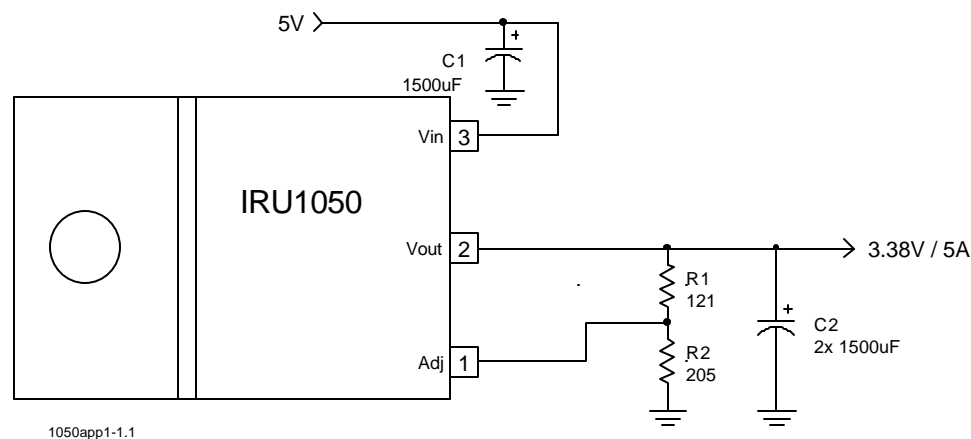 5V
C1
1500uF
Vin 3
IRU1050
Vout 2
3.38V / 5A
R1
121
C2
2x 1500uF
Adj 1
R2
205
1050app1-1.1